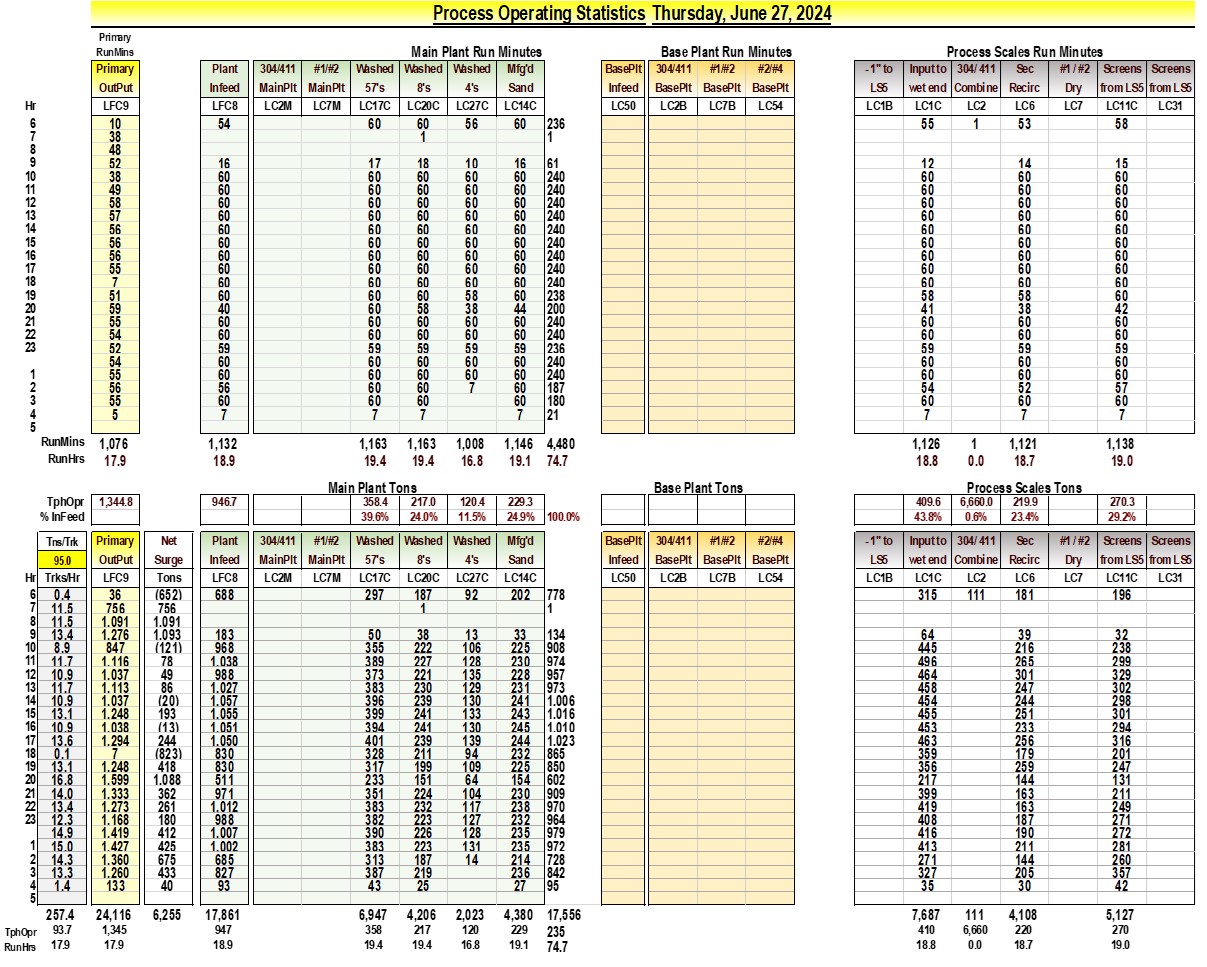 Process Operating Statistics Thursday, June 27, 2024
Primary
RunMins Main Plant Run Minutes Base Plant Run Minutes Process Scales Run Minutes
Primary Plant 304/411 #1/#2 Washed Washed Washed Mfg'd BasePlt 304/411 #1/#2 #2/#4 -1" to Input to 304/ 411 Sec #1 / #2 Screens Screens
OutPut Infeed MainPlt MainPlt 57's 8's 4's Sand Infeed BasePlt BasePlt BasePlt LS5 wet end Combine Recirc Dry from LS5 from LS5
Hr LFC9 LFC8 LC2M LC7M LC17C LC20C LC27C LC14C LC50 LC2B LC7B LC54 LC1B LC1C LC2 LC6 LC7 LC11C LC31
6 10 54 60 60 56 60 236 55 1 53 58
7 38 1 1
8 48
9 52 16 17 18 10 16 61 12 14 15
10 38 60 60 60 60 60 240 60 60 60
11 49 60 60 60 60 60 240 60 60 60
12 58 60 60 60 60 60 240 60 60 60
13 57 60 60 60 60 60 240 60 60 60
14 56 60 60 60 60 60 240 60 60 60
15 56 60 60 60 60 60 240 60 60 60
16 56 60 60 60 60 60 240 60 60 60
17 55 60 60 60 60 60 240 60 60 60
18 7 60 60 60 60 60 240 60 60 60
19 51 60 60 60 58 60 238 58 58 60
20 59 40 60 58 38 44 200 41 38 42
21 55 60 60 60 60 60 240 60 60 60
22 54 60 60 60 60 60 240 60 60 60
23 52 59 59 59 59 59 236 59 59 59
54 60 60 60 60 60 240 60 60 60
1 55 60 60 60 60 60 240 60 60 60
2 56 56 60 60 7 60 187 54 52 57
3 55 60 60 60 60 180 60 60 60
4 5 7 7 7 7 21 7 7 7
5
RunMins 1,076 1,132 1,163 1,163 1,008 1,146 4,480 1,126 1 1,121 1,138
RunHrs 17.9 18.9 19.4 19.4 16.8 19.1 74.7 18.8 0.0 18.7 19.0
Main Plant Tons Base Plant Tons Process Scales Tons
TphOpr 1,344.8 946.7 358.4 217.0 120.4 229.3 409.6 6,660.0 219.9 270.3
% InFeed 39.6% 24.0% 11.5% 24.9% 100.0% 43.8% 0.6% 23.4% 29.2%
Tns/Trk Primary Net Plant 304/411 #1/#2 Washed Washed Washed Mfg'd BasePlt 304/411 #1/#2 #2/#4 -1" to Input to 304/ 411 Sec #1 / #2 Screens Screens
95.0 OutPut Surge Infeed MainPlt MainPlt 57's 8's 4's Sand Infeed BasePlt BasePlt BasePlt LS5 wet end Combine Recirc Dry from LS5 from LS5
Hr Trks/Hr LFC9 Tons LFC8 LC2M LC7M LC17C LC20C LC27C LC14C LC50 LC2B LC7B LC54 LC1B LC1C LC2 LC6 LC7 LC11C LC31
6 0.4 36 (652) 688 297 187 92 202 778 315 111 181 196
7 11.5 756 756 1 1
8 11.5 1.091 1.091
9 13.4 1.276 1.093 183 50 38 13 33 134 64 39 32
10 8.9 847 (121) 968 355 222 106 225 908 445 216 238
11 11.7 1.116 78 1.038 389 227 128 230 974 496 265 299
12 10.9 1.037 49 988 373 221 135 228 957 464 301 329
13 11.7 1.113 86 1.027 383 230 129 231 973 458 247 302
14 10.9 1.037 (20) 1.057 396 239 130 241 1.006 454 244 298
15 13.1 1.248 193 1.055 399 241 133 243 1.016 455 251 301
16 10.9 1.038 (13) 1.051 394 241 130 245 1.010 453 233 294
17 13.6 1.294 244 1.050 401 239 139 244 1.023 463 256 316
18 0.1 7 (823) 830 328 211 94 232 865 359 179 201
19 13.1 1.248 418 830 317 199 109 225 850 356 259 247
20 16.8 1.599 1.088 511 233 151 64 154 602 217 144 131
21 14.0 1.333 362 971 351 224 104 230 909 399 163 211
22 13.4 1.273 261 1.012 383 232 117 238 970 419 163 249
23 12.3 1.168 180 988 382 223 127 232 964 408 187 271
14.9 1.419 412 1.007 390 226 128 235 979 416 190 272
1 15.0 1.427 425 1.002 383 223 131 235 972 413 211 281
2 14.3 1.360 675 685 313 187 14 214 728 271 144 260
3 13.3 1.260 433 827 387 219 236 842 327 205 357
4 1.4 133 40 93 43 25 27 95 35 30 42
5
257.4 24,116 6,255 17,861 6,947 4,206 2,023 4,380 17,556 7,687 111 4,108 5,127
TphOpr 93.7 1,345 947 358 217 120 229 235 410 6,660 220 270
RunHrs 17.9 17.9 18.9 19.4 19.4 16.8 19.1 74.7 18.8 0.0 18.7 19.0